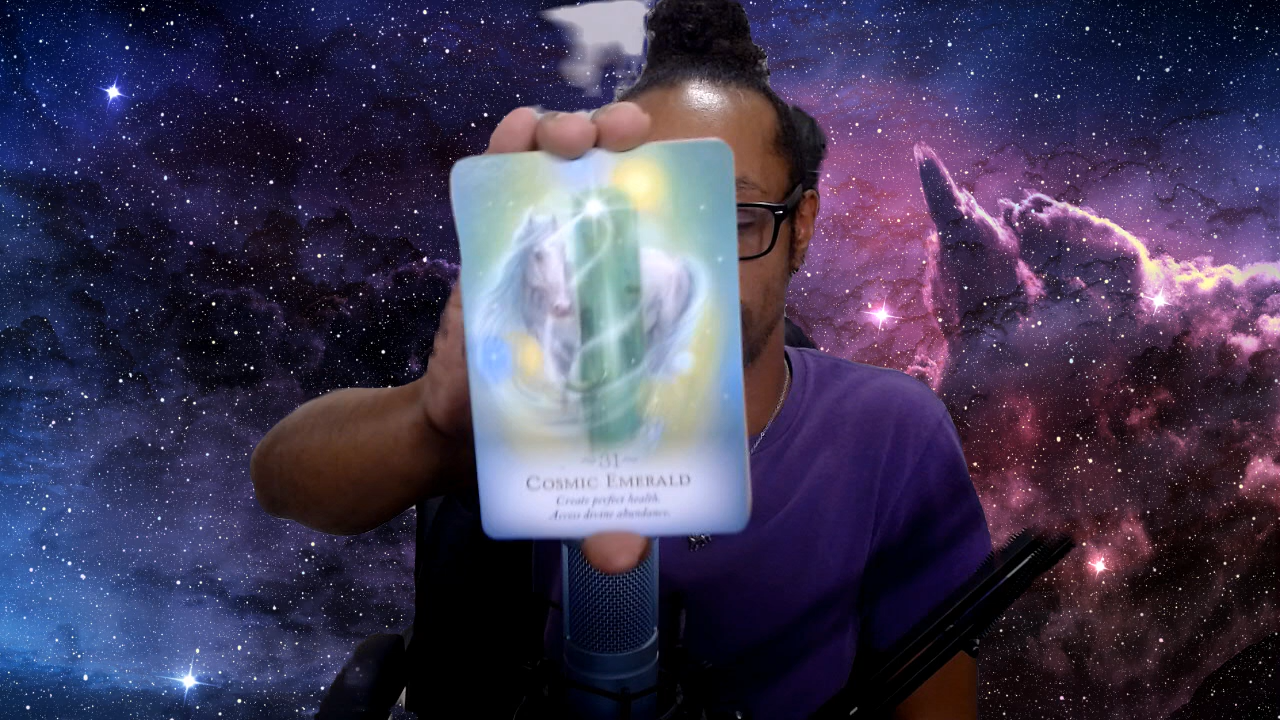 ~31~
COSMIC EMERALD
Create perfect health.
Access divine abundance.